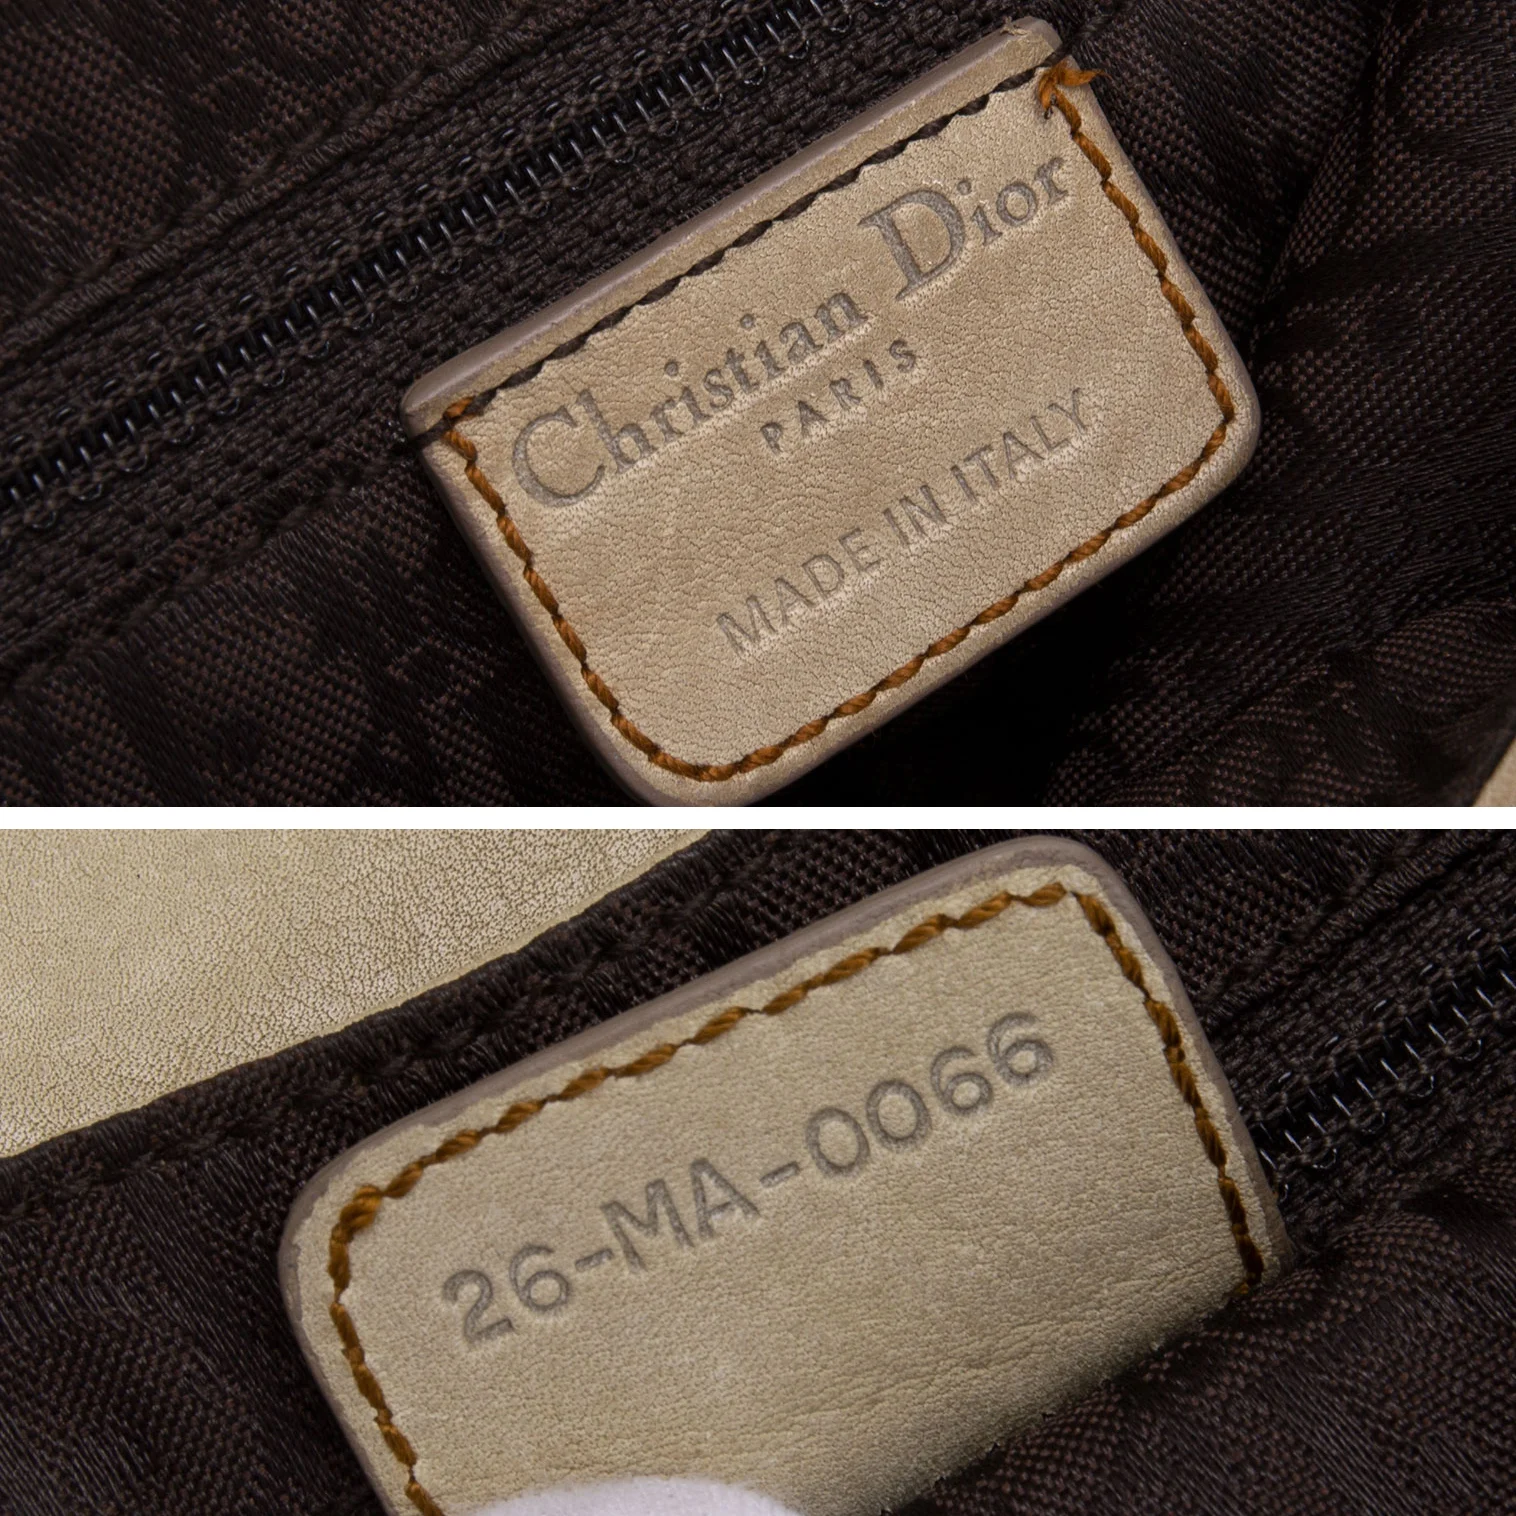 Christian Dior
PARIS
MADE IN ITALY
26-MA-0066